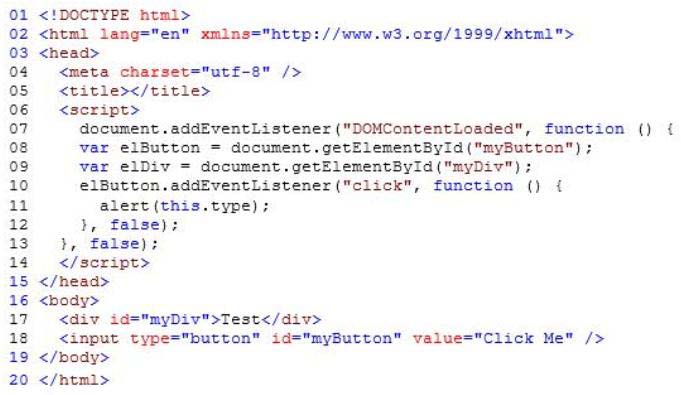 01 <!DOCTYPE html>
02 <html lang="en" xmlns="http://www.w3.org/1999/xhtml">
03 <head>
04   <meta charset="utf-8" />
05   <title></title>
06   <script>
07     document.addEventListener("DOMContentLoaded", function () {
08     var elButton = document.getElementById("myButton");
09     var elDiv = document.getElementById("myDiv");
10     elButton.addEventListener("click", function () {
11       alert(this.type);
12     }, false);
13   }, false);
14   </script>
15 </head>
16 <body>
17   <div id="myDiv">Test</div>
18   <input type="button" id="myButton" value="Click Me" />
19 </body>
20 </html>